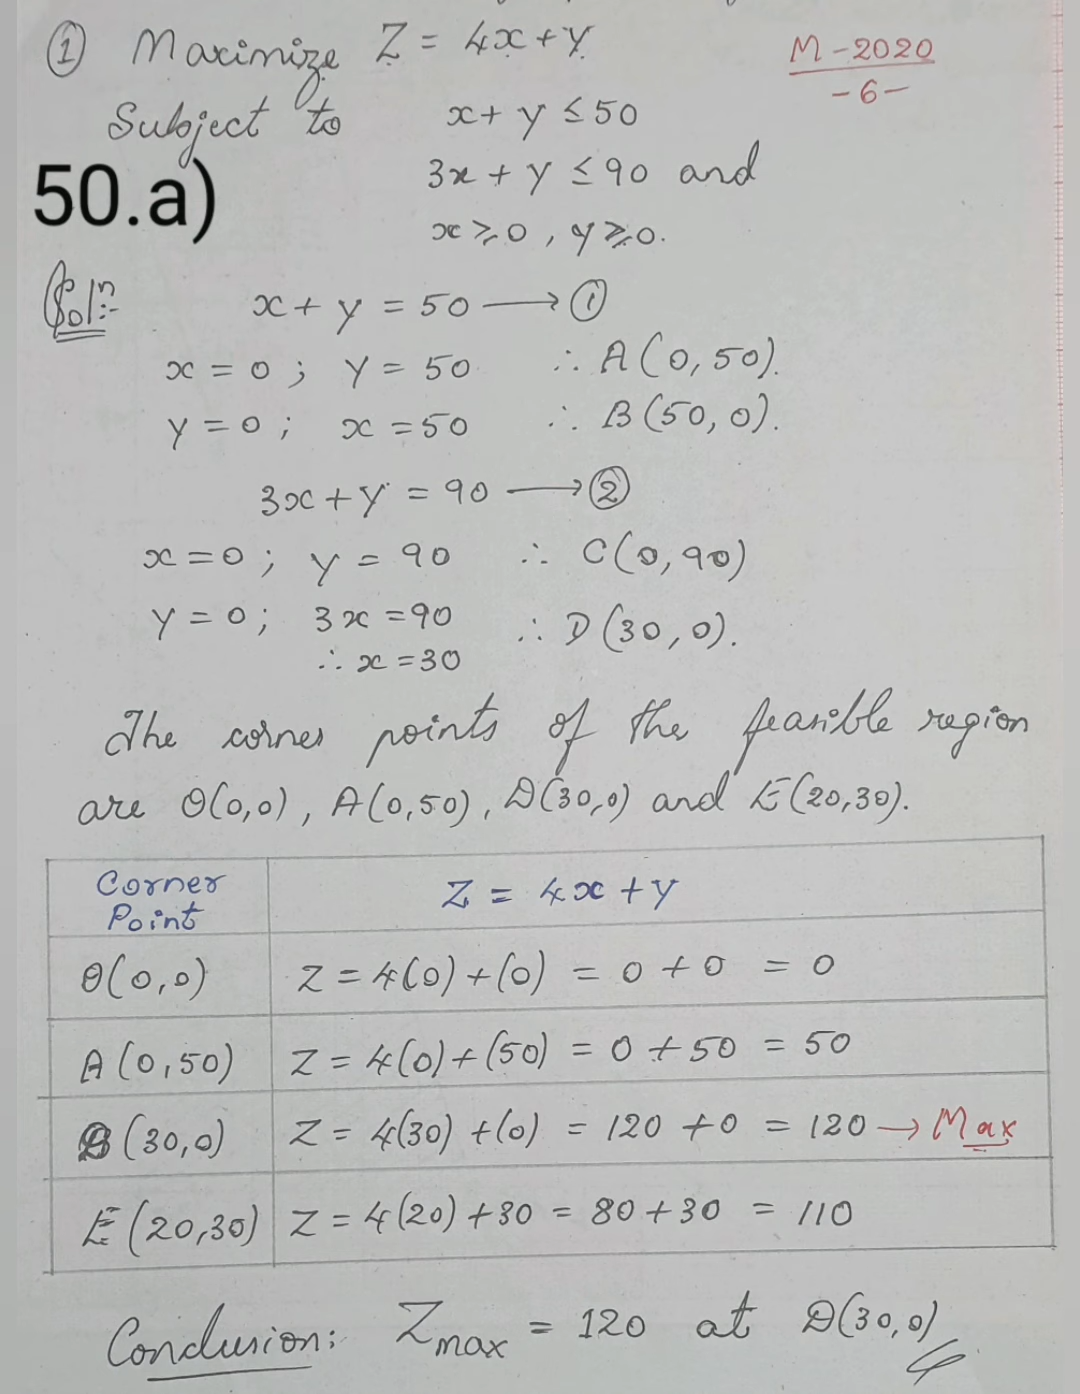 ① Maximize Z = 4x+y
M-2020
-6-
Subject to x+ y ≤ 50
50.a)
3x + y ≤ 90 and
x ≥ 0 , y ≥ 0.
Sol^n:- x + y = 50 ⟶ ①
x = 0 ; y = 50 ∴ A(0,50).
y = 0 ; x = 50 ∴ B(50,0).
3x + y = 90 ⟶ ②
x = 0 ; y = 90 ∴ C(0,90)
y = 0 ; 3x = 90 ∴ D(30,0).
∴ x = 30
The corner points of the feasible region
are O(0,0), A(0,50), D(30,0) and E(20,30).
Corner Z = 4x + y
Point
O(0,0) Z = 4(0) + (0) = 0 + 0 = 0
A(0,50) Z = 4(0) + (50) = 0 + 50 = 50
(30,0) Z = 4(30) + (0) = 120 + 0 = 120 → Max
E(20,30) Z = 4(20) + 30 = 80 + 30 = 110
Conclusion: Zmax = 120 at D(30,0)